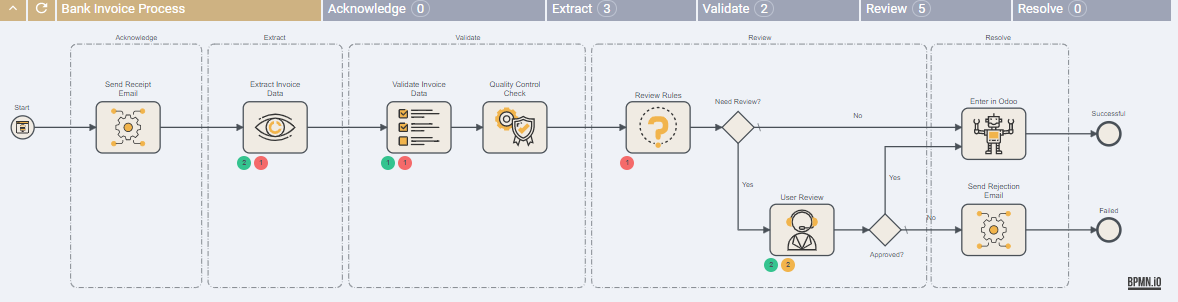 Bank Invoice Process
Acknowledge 0
Extract 3
Validate 2
Review 5
Resolve 0
Acknowledge
Extract
Validate
Review
Resolve
Start
Send Receipt
Email
Extract Invoice
Data
2 1
Validate Invoice
Data
1 1
Quality Control
Check
Review Rules
1
Need Review?
No
Yes
User Review
2 2
Approved?
Yes
No
Enter in Odoo
Successful
Send Rejection
Email
Failed
BPMN.iO